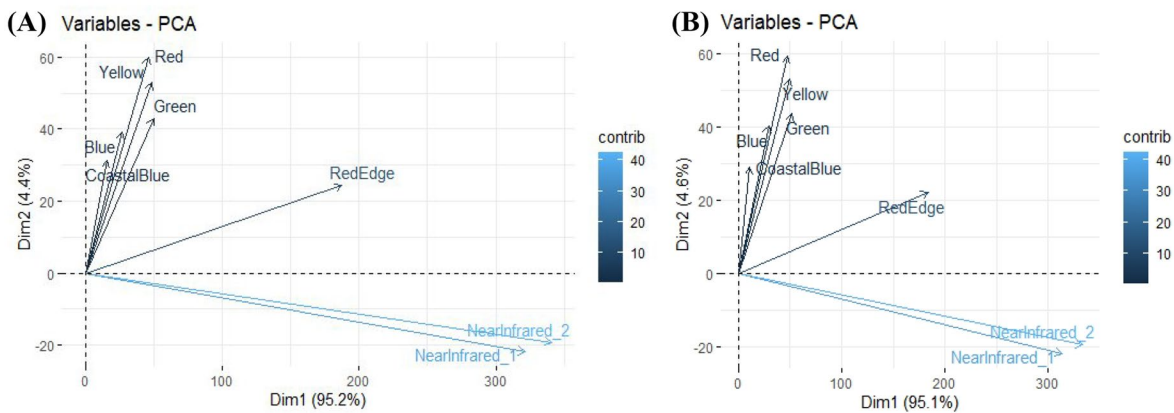 (A) Variables - PCA
60
40
20
0
-20
Dim2 (4.4%)
Red
Yellow
Green
Blue
CoastalBlue
RedEdge
NearInfrared_2
NearInfrared_1
0
100
200
300
Dim1 (95.2%)
contrib
40
30
20
10
(B) Variables - PCA
60
40
20
0
-20
Dim2 (4.6%)
Red
Yellow
Green
Blue
CoastalBlue
RedEdge
NearInfrared_2
NearInfrared_1
0
100
200
300
Dim1 (95.1%)
contrib
40
30
20
10